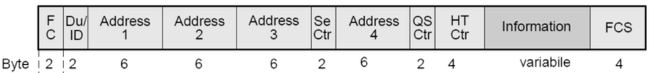 F C Du/ ID Address 1 Address 2 Address 3 Se Ctr Address 4 QS Ctr HT Ctr Information FCS
Byte 2 2 6 6 6 2 6 2 4 variabile 4